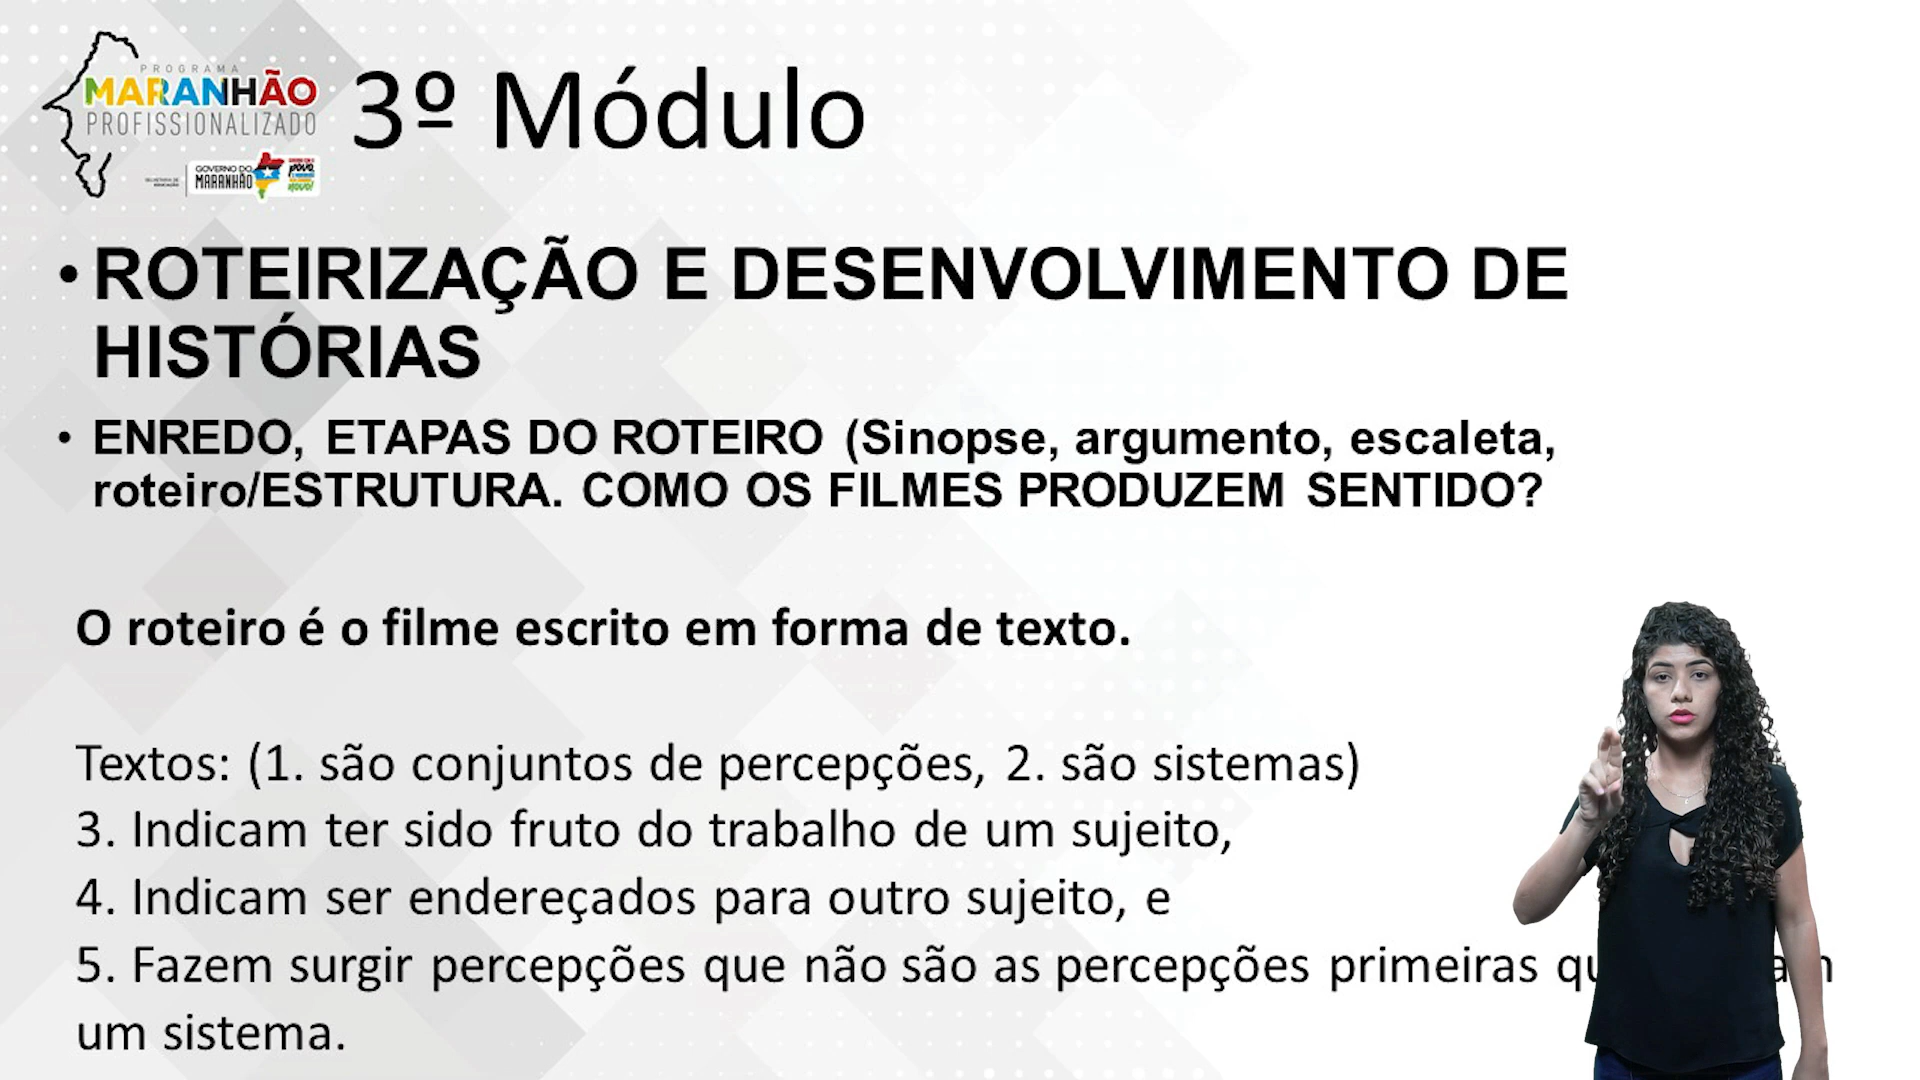 PROGRAMA
MARANHÃO
PROFISSIONALIZADO
SECRETARIA DE
EDUCAÇÃO
GOVERNO DO
MARANHÃO
3º Módulo
• ROTEIRIZAÇÃO E DESENVOLVIMENTO DE
HISTÓRIAS
• ENREDO, ETAPAS DO ROTEIRO (Sinopse, argumento, escaleta,
roteiro/ESTRUTURA. COMO OS FILMES PRODUZEM SENTIDO?
O roteiro é o filme escrito em forma de texto.
Textos: (1. são conjuntos de percepções, 2. são sistemas)
3. Indicam ter sido fruto do trabalho de um sujeito,
4. Indicam ser endereçados para outro sujeito, e
5. Fazem surgir percepções que não são as percepções primeiras
um sistema.